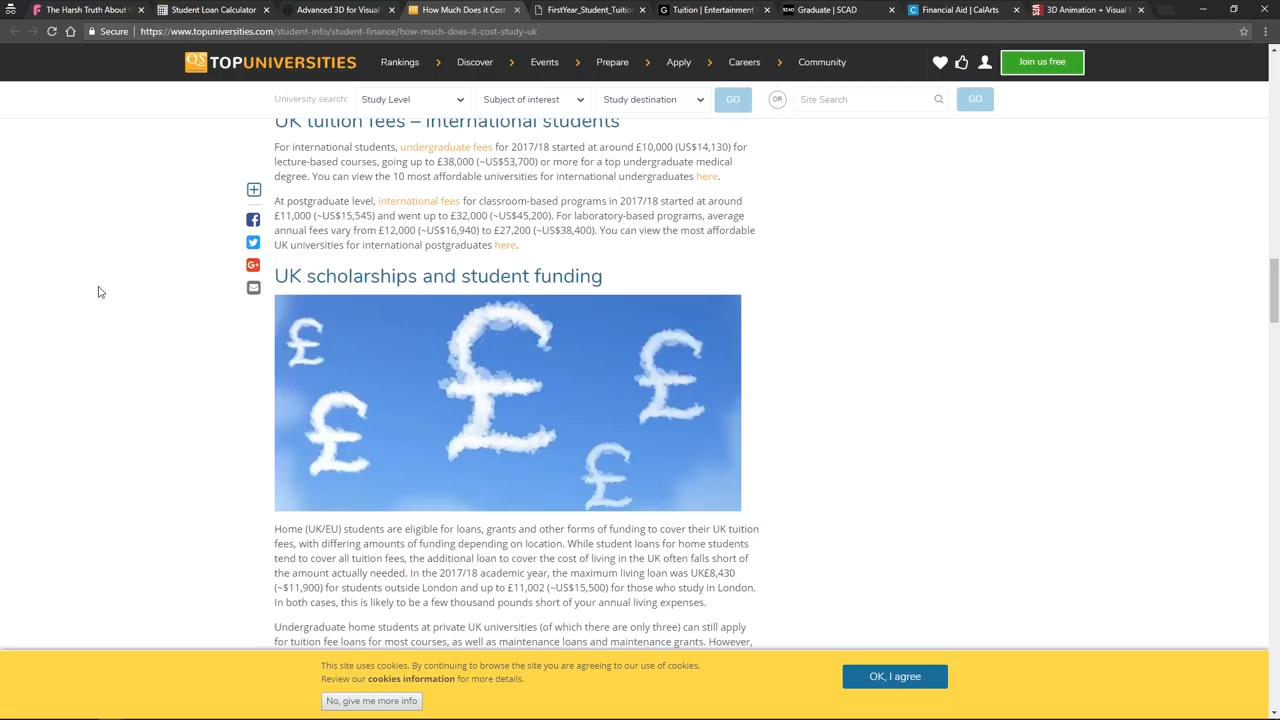 The Harsh Truth About C
Student Loan Calculator
Advanced 3D for Visual
How Much Does it Cost
FirstYear_Student_Tuitio
Tuition | Entertainment
Graduate | SCAD
Financial Aid | CalArts
3D Animation + Visual E
Secure https://www.topuniversities.com/student-info/student-finance/how-much-does-it-cost-study-uk
QS TOPUNIVERSITIES Rankings Discover Events Prepare Apply Careers Community Join us free
University search: Study Level Subject of interest Study destination GO OR Site Search GO
UK tuition fees – international students
For international students, undergraduate fees for 2017/18 started at around £10,000 (US$14,130) for
lecture-based courses, going up to £38,000 (~US$53,700) or more for a top undergraduate medical
degree. You can view the 10 most affordable universities for international undergraduates here.
At postgraduate level, international fees for classroom-based programs in 2017/18 started at around
£11,000 (~US$15,545) and went up to £32,000 (~US$45,200). For laboratory-based programs, average
annual fees vary from £12,000 (~US$16,940) to £27,200 (~US$38,400). You can view the most affordable
UK universities for international postgraduates here.
UK scholarships and student funding
£ £ £ £ £
Home (UK/EU) students are eligible for loans, grants and other forms of funding to cover their UK tuition
fees, with differing amounts of funding depending on location. While student loans for home students
tend to cover all tuition fees, the additional loan to cover the cost of living in the UK often falls short of
the amount actually needed. In the 2017/18 academic year, the maximum living loan was UK£8,430
(~$11,900) for students outside London and up to £11,002 (~US$15,500) for those who study in London.
In both cases, this is likely to be a few thousand pounds short of your annual living expenses.
Undergraduate home students at private UK universities (of which there are only three) can still apply
for tuition fee loans for most courses, as well as maintenance loans and maintenance grants. However,
This site uses cookies. By continuing to browse the site you are agreeing to our use of cookies.
Review our cookies information for more details.
OK, I agree
No, give me more info